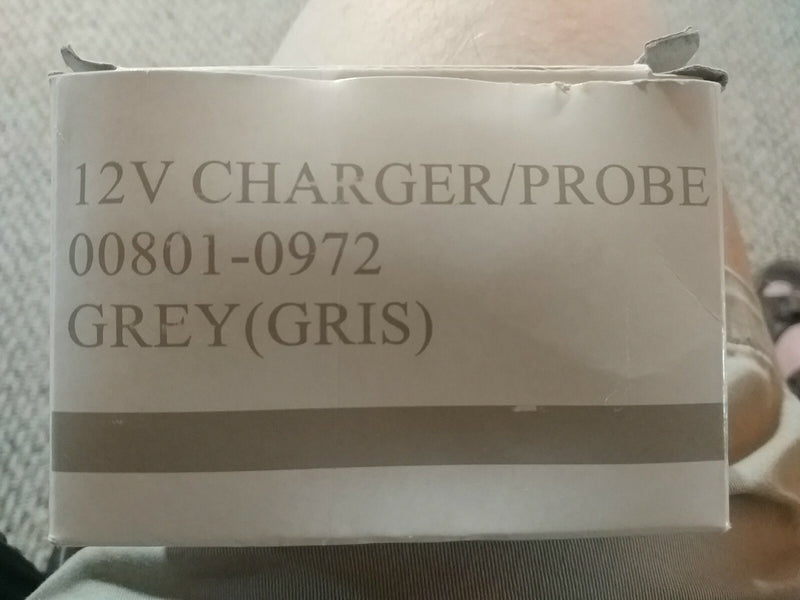 12V CHARGER/PROBE
00801-0972
GREY(GRIS)